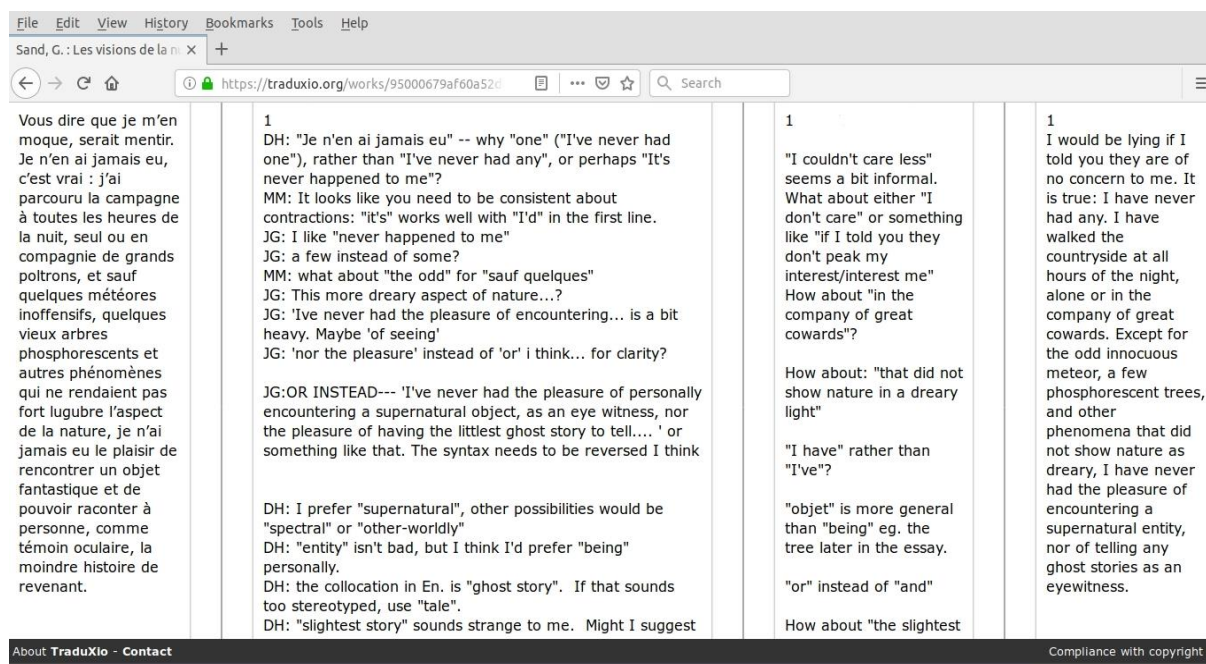 File Edit View History Bookmarks Tools Help
Sand, G. : Les visions de la n
https://traduxio.org/works/95000679af60a52d
Search
Vous dire que je m'en
moque, serait mentir.
Je n'en ai jamais eu,
c'est vrai : j'ai
parcouru la campagne
à toutes les heures de
la nuit, seul ou en
compagnie de grands
poltrons, et sauf
quelques météores
inoffensifs, quelques
vieux arbres
phosphorescents et
autres phénomènes
qui ne rendaient pas
fort lugubre l'aspect
de la nature, je n'ai
jamais eu le plaisir de
rencontrer un objet
fantastique et de
pouvoir raconter à
personne, comme
témoin oculaire, la
moindre histoire de
revenant.
1
DH: "Je n'en ai jamais eu" -- why "one" ("I've never had
one"), rather than "I've never had any", or perhaps "It's
never happened to me"?
MM: It looks like you need to be consistent about
contractions: "it's" works well with "I'd" in the first line.
JG: I like "never happened to me"
JG: a few instead of some?
MM: what about "the odd" for "sauf quelques"
JG: This more dreary aspect of nature...?
JG: 'Ive never had the pleasure of encountering... is a bit
heavy. Maybe 'of seeing'
JG: 'nor the pleasure' instead of 'or' i think... for clarity?
JG:OR INSTEAD--- 'I've never had the pleasure of personally
encountering a supernatural object, as an eye witness, nor
the pleasure of having the littlest ghost story to tell.... ' or
something like that. The syntax needs to be reversed I think
DH: I prefer "supernatural", other possibilities would be
"spectral" or "other-worldly"
DH: "entity" isn't bad, but I think I'd prefer "being"
personally.
DH: the collocation in En. is "ghost story".  If that sounds
too stereotyped, use "tale".
DH: "slightest story" sounds strange to me.  Might I suggest
1
"I couldn't care less"
seems a bit informal.
What about either "I
don't care" or something
like "if I told you they
don't peak my
interest/interest me"
How about "in the
company of great
cowards"?
How about: "that did not
show nature in a dreary
light"
"I have" rather than
"I've"?
"objet" is more general
than "being" eg. the
tree later in the essay.
"or" instead of "and"
How about "the slightest
1
I would be lying if I
told you they are of
no concern to me. It
is true: I have never
had any. I have
walked the
countryside at all
hours of the night,
alone or in the
company of great
cowards. Except for
the odd innocuous
meteor, a few
phosphorescent trees,
and other
phenomena that did
not show nature as
dreary, I have never
had the pleasure of
encountering a
supernatural entity,
nor of telling any
ghost stories as an
eyewitness.
About TraduXio - Contact
Compliance with copyright